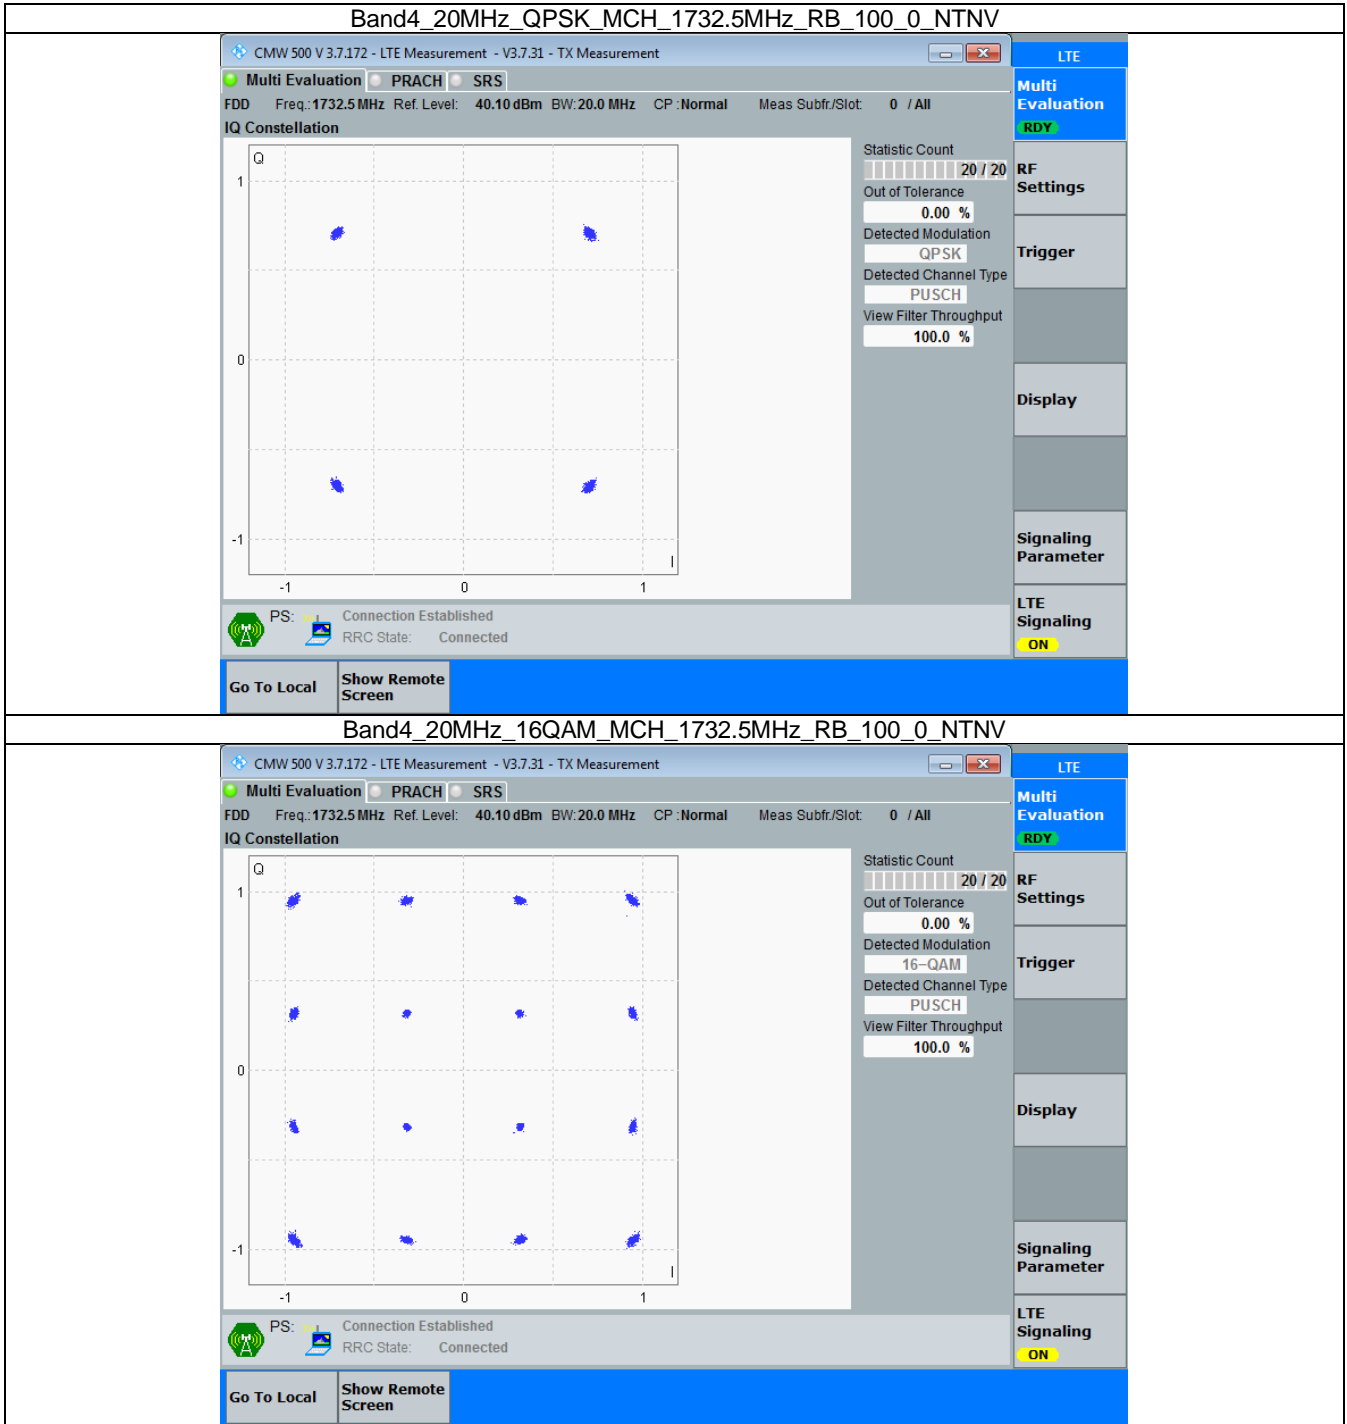 Band4_20MHz_QPSK_MCH_1732.5MHz_RB_100_0_NTNV
CMW 500 V 3.7.172 - LTE Measurement - V3.7.31 - TX Measurement
LTE
Multi Evaluation PRACH SRS
Multi
Evaluation
RDY
FDD Freq.: 1732.5 MHz Ref. Level: 40.10 dBm BW: 20.0 MHz CP : Normal Meas Subfr./Slot: 0 / All
IQ Constellation
Q
1
0
-1
I
-1 0 1
Statistic Count
20 / 20
Out of Tolerance
0.00 %
Detected Modulation
QPSK
Detected Channel Type
PUSCH
View Filter Throughput
100.0 %
RF
Settings
Trigger
Display
Signaling
Parameter
LTE
Signaling
ON
PS: Connection Established
RRC State: Connected
Go To Local
Show Remote
Screen
Band4_20MHz_16QAM_MCH_1732.5MHz_RB_100_0_NTNV
CMW 500 V 3.7.172 - LTE Measurement - V3.7.31 - TX Measurement
LTE
Multi Evaluation PRACH SRS
Multi
Evaluation
RDY
FDD Freq.: 1732.5 MHz Ref. Level: 40.10 dBm BW: 20.0 MHz CP : Normal Meas Subfr./Slot: 0 / All
IQ Constellation
Q
1
0
-1
I
-1 0 1
Statistic Count
20 / 20
Out of Tolerance
0.00 %
Detected Modulation
16-QAM
Detected Channel Type
PUSCH
View Filter Throughput
100.0 %
RF
Settings
Trigger
Display
Signaling
Parameter
LTE
Signaling
ON
PS: Connection Established
RRC State: Connected
Go To Local
Show Remote
Screen